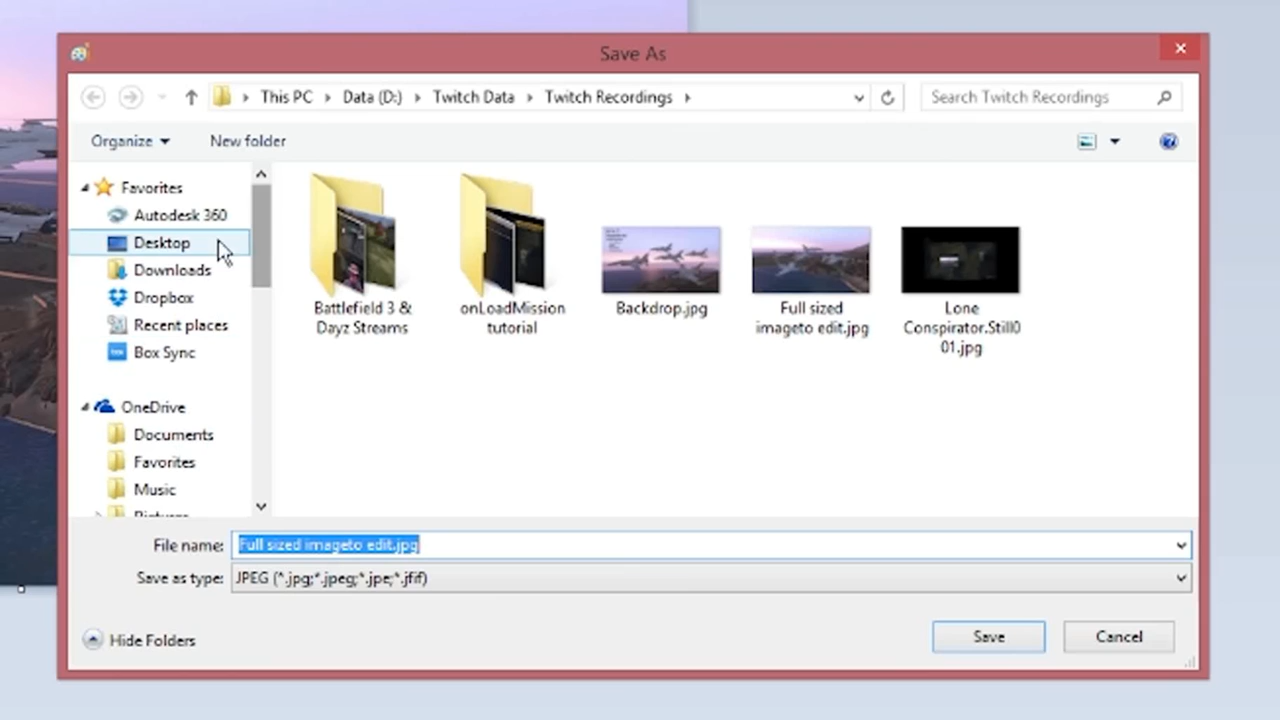 Save As
This PC Data (D:) Twitch Data Twitch Recordings Search Twitch Recordings
Organize New folder
Favorites
Autodesk 360
Desktop
Downloads
Dropbox
Recent places
Box Sync
OneDrive
Documents
Favorites
Music
Pictures
Battlefield 3 &
Dayz Streams
onLoadMission
tutorial
Backdrop.jpg
Full sized
imageto edit.jpg
Lone
Conspirator.Still0
01.jpg
File name: Full sized imageto edit.jpg
Save as type: JPEG (*.jpg;*.jpeg;*.jpe;*.jfif)
Hide Folders Save Cancel